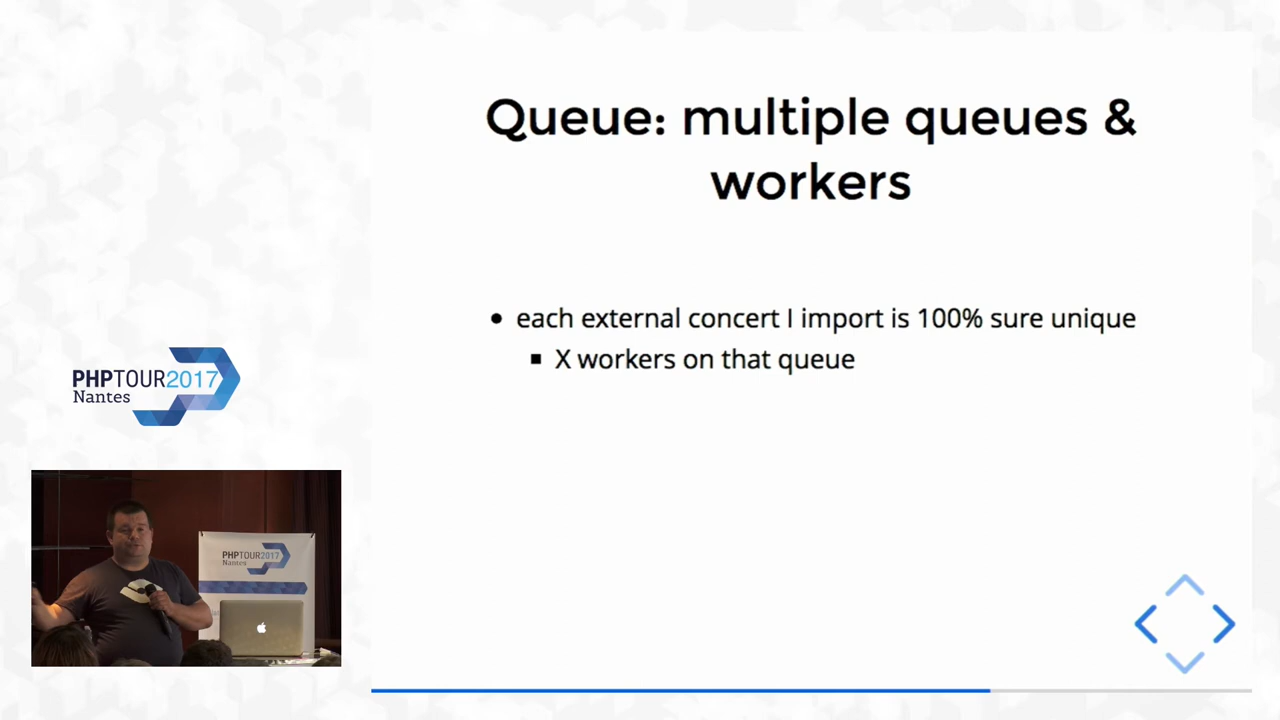 Queue: multiple queues &
workers
• each external concert I import is 100% sure unique
▪ X workers on that queue
PHPTOUR2017
Nantes
PHPTOUR2017
Nantes